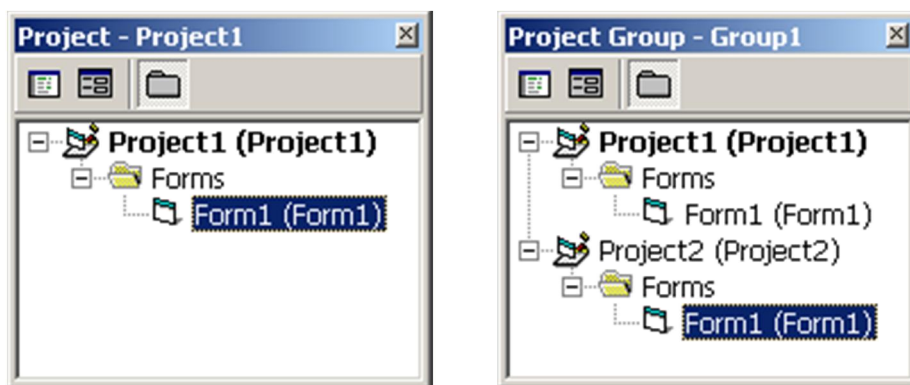 Project - Project1
Project1 (Project1)
Forms
Form1 (Form1)
Project Group - Group1
Project1 (Project1)
Forms
Form1 (Form1)
Project2 (Project2)
Forms
Form1 (Form1)